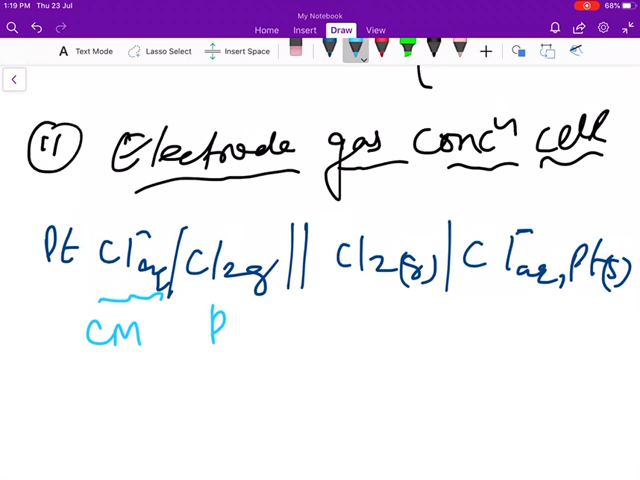 1:19 PM Thu 23 Jul
68%
My Notebook
Home Insert Draw View
A Text Mode Lasso Select Insert Space
(ii) Electrode gas concⁿ cell
Pt Cl⁻aq/Cl2g || Cl2(g)|Cl⁻aq, Pt(s)
CM P